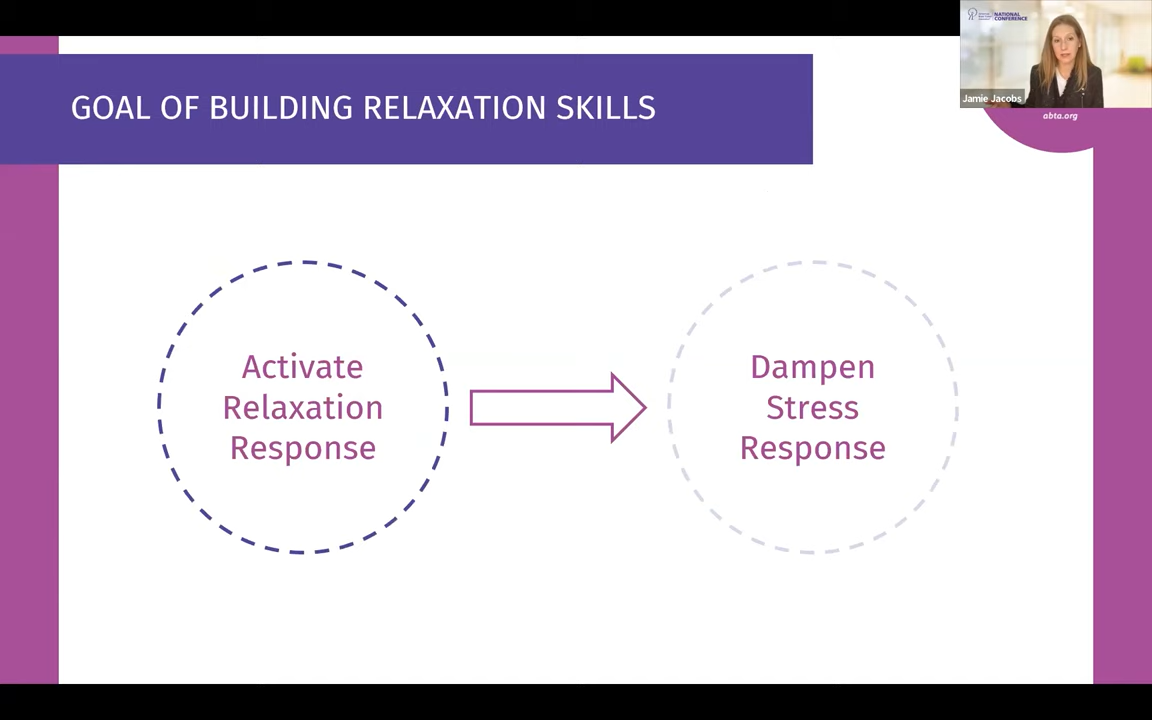 GOAL OF BUILDING RELAXATION SKILLS
NATIONAL
CONFERENCE
Jamie Jacobs
abta.org
Activate
Relaxation
Response
Dampen
Stress
Response